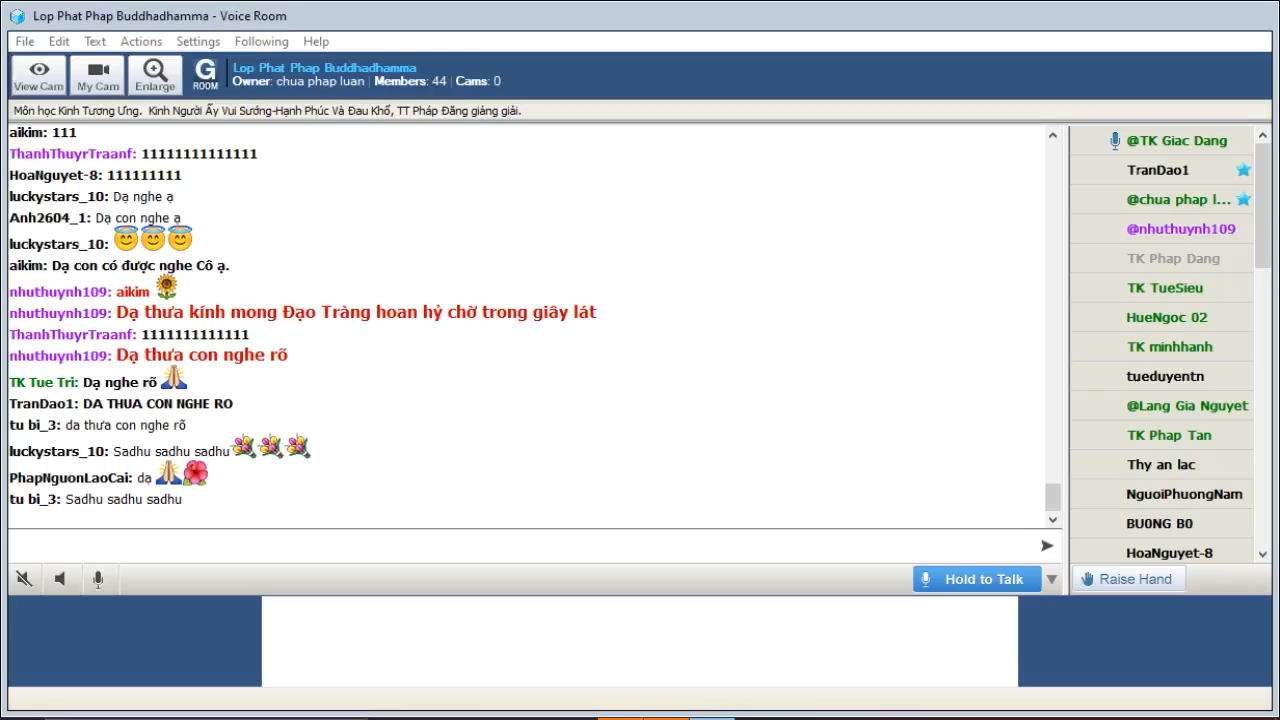 Lop Phat Phap Buddhadhamma - Voice Room
File Edit Text Actions Settings Following Help
View Cam My Cam Enlarge G ROOM
Lop Phat Phap Buddhadhamma
Owner: chua phap luan | Members: 44 | Cams: 0
Môn học Kinh Tương Ưng. Kinh Người Ấy Vui Sướng-Hạnh Phúc Và Đau Khổ, TT Pháp Đăng giảng giải.
aikim: 111
ThanhThuyrTraanf: 11111111111111
HoaNguyet-8: 111111111
luckystars_10: Dạ nghe ạ
Anh2604_1: Dạ con nghe ạ
luckystars_10:
aikim: Dạ con có được nghe Cô ạ.
nhuthuynh109: aikim
nhuthuynh109: Dạ thưa kính mong Đạo Tràng hoan hỷ chờ trong giây lát
ThanhThuyrTraanf: 1111111111111
nhuthuynh109: Dạ thưa con nghe rõ
TK Tue Tri: Dạ nghe rõ
TranDao1: DA THUA CON NGHE RO
tu bi_3: da thưa con nghe rõ
luckystars_10: Sadhu sadhu sadhu
PhapNguonLaoCai: dạ
tu bi_3: Sadhu sadhu sadhu
Hold to Talk
@TK Giac Dang
TranDao1
@chua phap l...
@nhuthuynh109
TK Phap Dang
TK TueSieu
HueNgoc 02
TK minhhanh
tueduyentn
@Lang Gia Nguyet
TK Phap Tan
Thy an lac
NguoiPhuongNam
BU0NG B0
HoaNguyet-8
Raise Hand